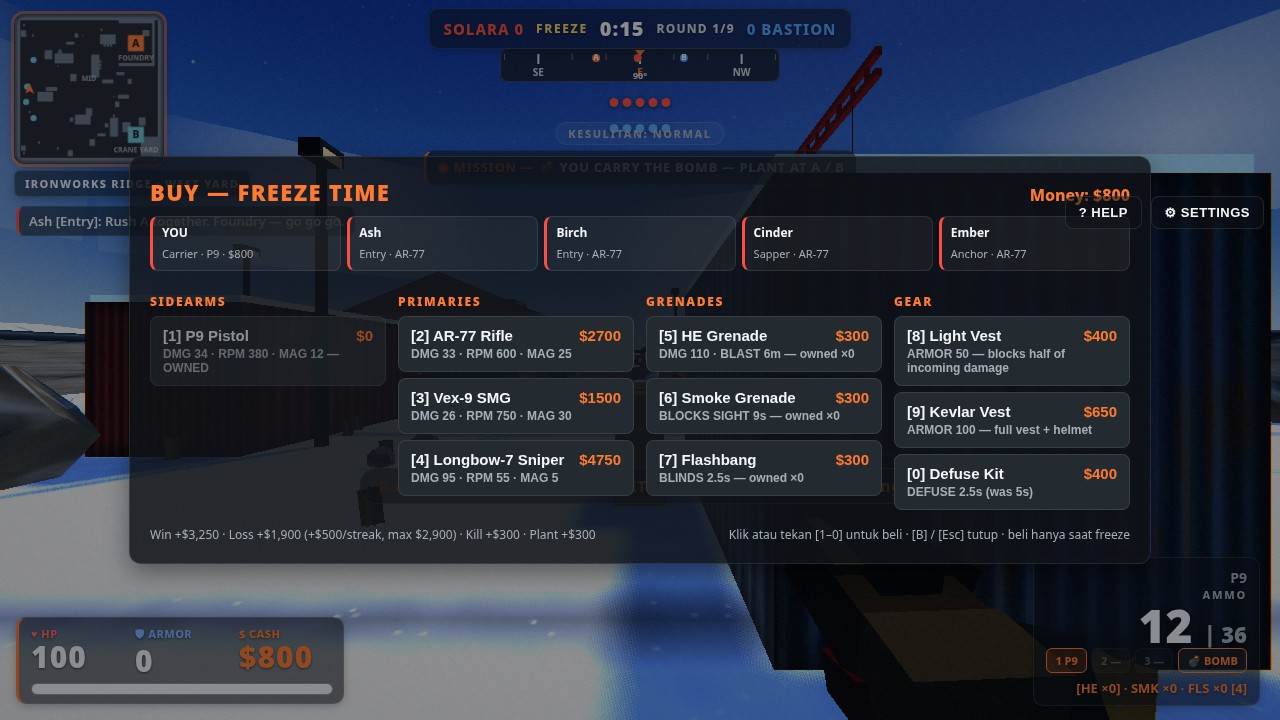 SOLARA 0 FREEZE 0:15 ROUND 1/9 0 BASTION
SE E NW
90°
A B
A
FOUNDRY
MID
B
CRANE YARD
KESULITAN: NORMAL
MISSION — YOU CARRY THE BOMB — PLANT AT A / B
IRONWORKS RIDGE · WEST YARD
Ash [Entry]: Rush A together. Foundry — go go go
BUY — FREEZE TIME
Money: $800
? HELP
⚙ SETTINGS
YOU
Carrier · P9 · $800
Ash
Entry · AR-77
Birch
Entry · AR-77
Cinder
Sapper · AR-77
Ember
Anchor · AR-77
SIDEARMS
[1] P9 Pistol $0
DMG 34 · RPM 380 · MAG 12 —
OWNED
PRIMARIES
[2] AR-77 Rifle $2700
DMG 33 · RPM 600 · MAG 25
[3] Vex-9 SMG $1500
DMG 26 · RPM 750 · MAG 30
[4] Longbow-7 Sniper $4750
DMG 95 · RPM 55 · MAG 5
GRENADES
[5] HE Grenade $300
DMG 110 · BLAST 6m — owned ×0
[6] Smoke Grenade $300
BLOCKS SIGHT 9s — owned ×0
[7] Flashbang $300
BLINDS 2.5s — owned ×0
GEAR
[8] Light Vest $400
ARMOR 50 — blocks half of
incoming damage
[9] Kevlar Vest $650
ARMOR 100 — full vest + helmet
[0] Defuse Kit $400
DEFUSE 2.5s (was 5s)
Win +$3,250 · Loss +$1,900 (+$500/streak, max $2,900) · Kill +$300 · Plant +$300
Klik atau tekan [1–0] untuk beli · [B] / [Esc] tutup · beli hanya saat freeze
♥ HP
100
ARMOR
0
$ CASH
$800
P9
AMMO
12 | 36
1 P9 2 — 3 — BOMB
[HE ×0] · SMK ×0 · FLS ×0 [4]